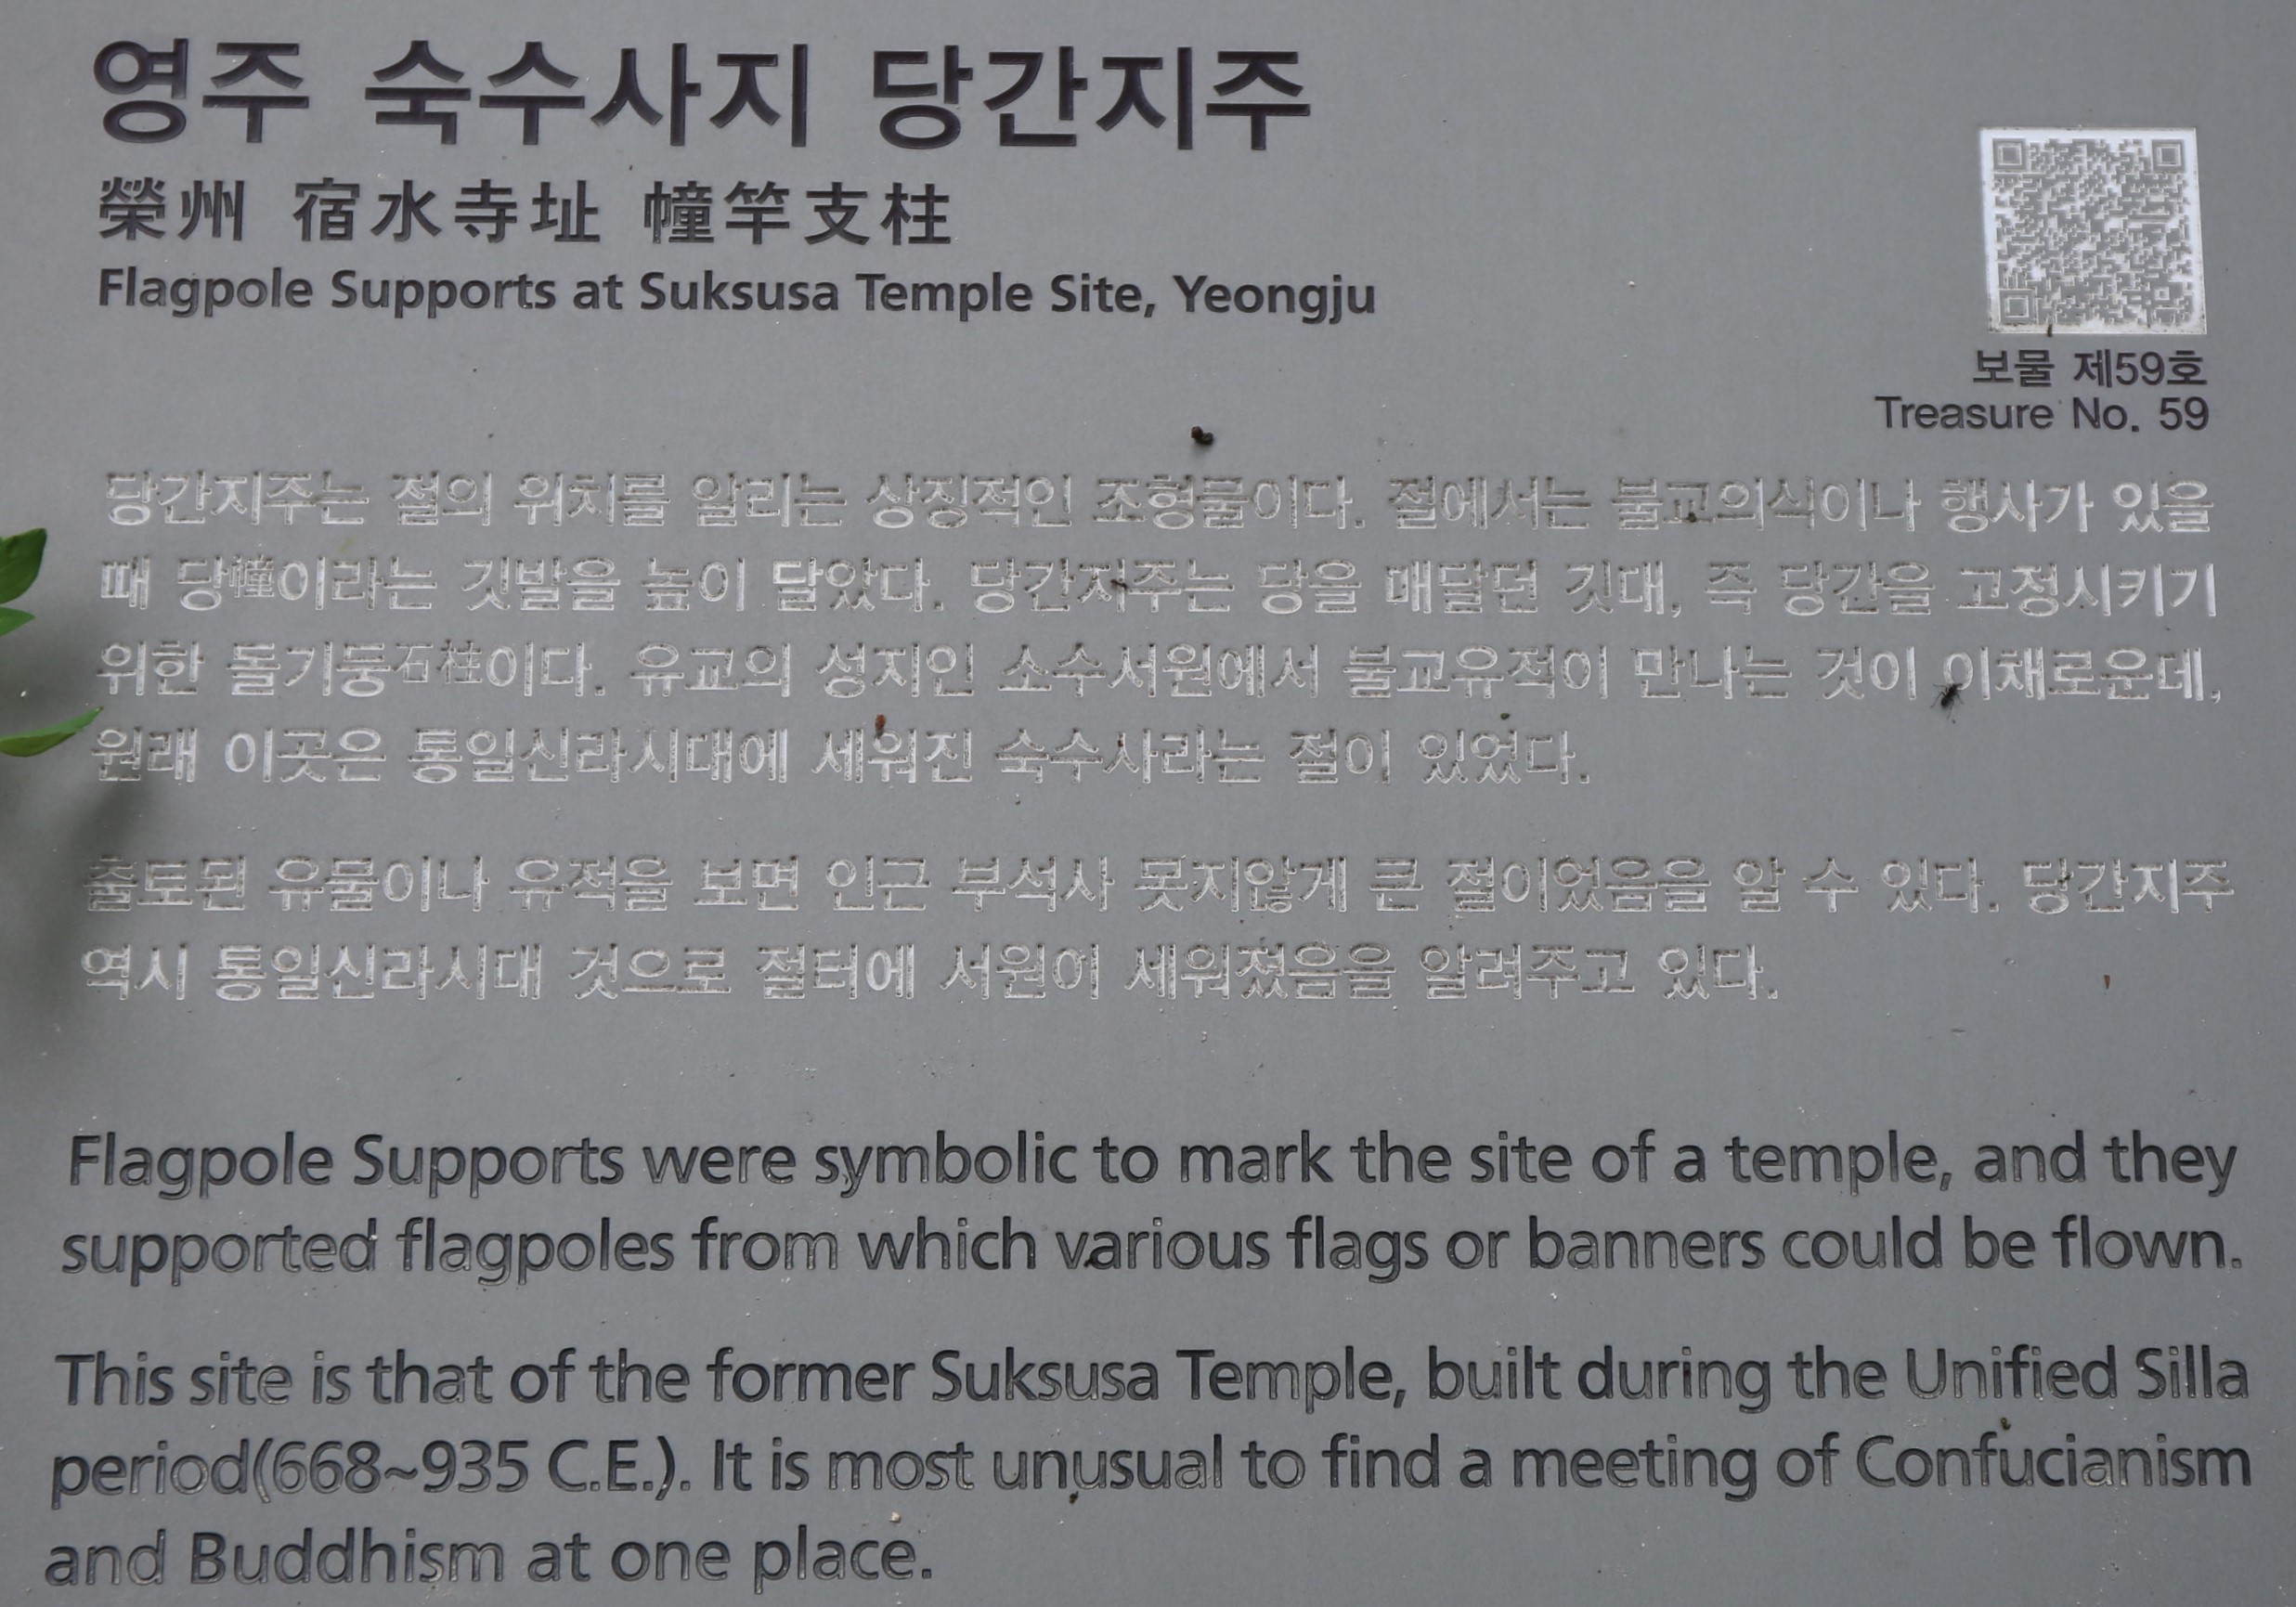 영주 숙수사지 당간지주
榮州 宿水寺址 幢竿支柱
Flagpole Supports at Suksusa Temple Site, Yeongju
보물 제59호
Treasure No. 59
당간지주는 절의 위치를 알리는 상징적인 조형물이다. 절에서는 불교의식이나 행사가 있을
때 당幢이라는 깃발을 높이 달았다. 당간지주는 당을 매달던 깃대, 즉 당간을 고정시키기
위한 돌기둥石柱이다. 유교의 성지인 소수서원에서 불교유적이 만나는 것이 이채로운데,
원래 이곳은 통일신라시대에 세워진 숙수사라는 절이 있었다.
출토된 유물이나 유적을 보면 인근 부석사 못지않게 큰 절이었음을 알 수 있다. 당간지주
역시 통일신라시대 것으로 절터에 서원이 세워졌음을 알려주고 있다.
Flagpole Supports were symbolic to mark the site of a temple, and they
supported flagpoles from which various flags or banners could be flown.
This site is that of the former Suksusa Temple, built during the Unified Silla
period(668~935 C.E.). It is most unusual to find a meeting of Confucianism
and Buddhism at one place.